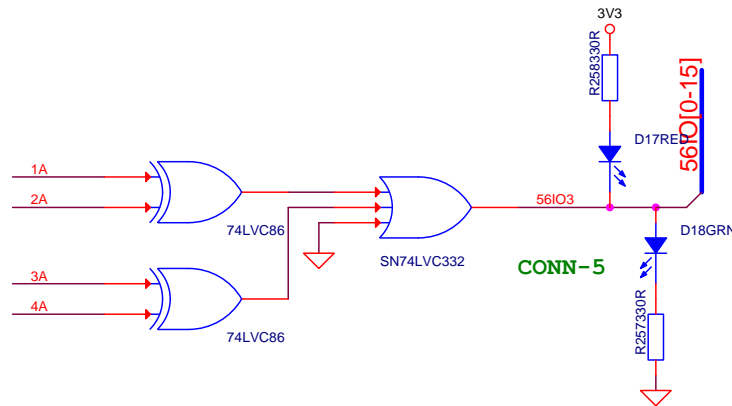 3V3
R258330R
D17RED
56IO[0-15]
1A
2A
74LVC86
56IO3
D18GRN
SN74LVC332
CONN-5
3A
4A
74LVC86
R257330R